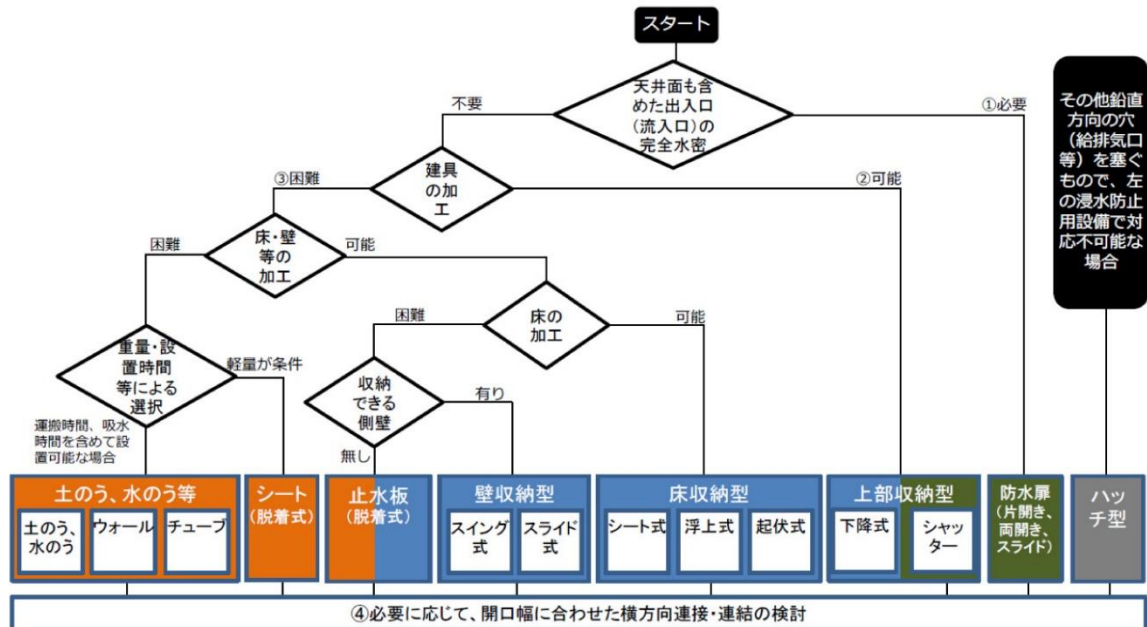 スタート
天井面も含
めた出入口
(流入口)の
完全水密
不要
①必要
その他鉛直
方向の穴
（給排気口
等）を塞ぐ
もので、左
の浸水防止
用設備で対
応不可能な
場合
建具
の加
工
③困難
②可能
床・壁
等の
加工
困難
可能
床の
加工
困難
可能
重量・設
置時間
等による
選択
軽量が条件
運搬時間、吸水
時間を含めて設
置可能な場合
収納
できる
側壁
有り
無し
土のう、水のう等
土のう、
水のう
ウォール
チューブ
シート
(脱着式)
止水板
(脱着式)
壁収納型
スイング
式
スライド
式
床収納型
シート式
浮上式
起伏式
上部収納型
下降式
シャッ
ター
防水扉
(片開き、
両開き、
スライド)
ハッ
チ型
④必要に応じて、開口幅に合わせた横方向連接・連結の検討